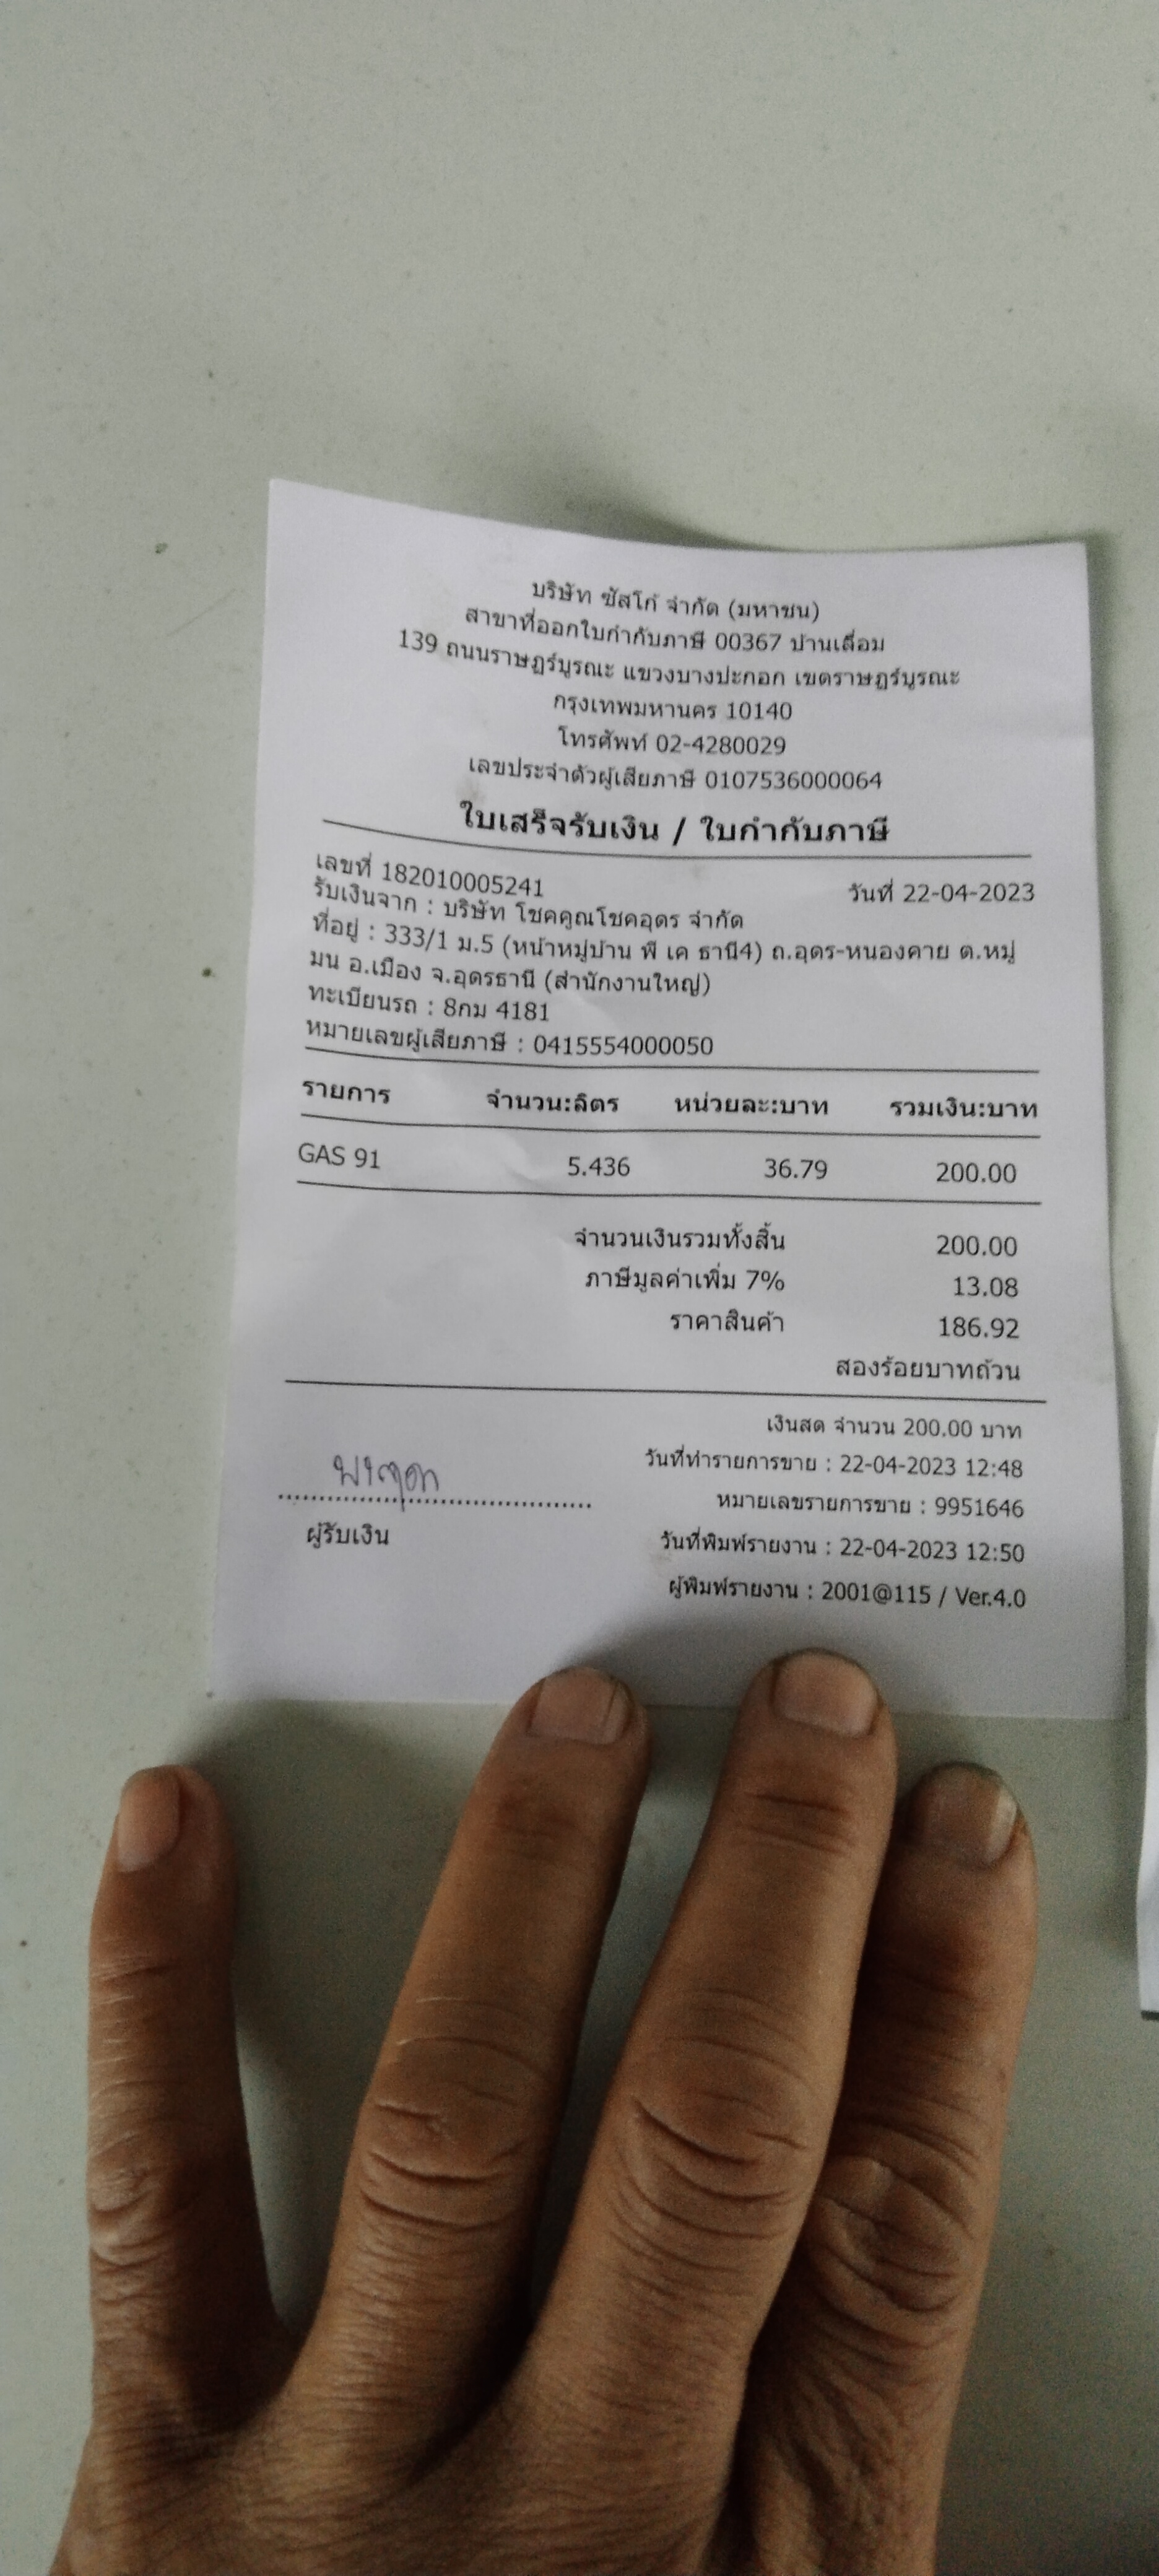 บริษัท ซัสโก้ จำกัด (มหาชน)
สาขาที่ออกใบกำกับภาษี 00367 บ้านเลื่อม
139 ถนนราษฎร์บูรณะ แขวงบางปะกอก เขตราษฎร์บูรณะ
กรุงเทพมหานคร 10140
โทรศัพท์ 02-4280029
เลขประจำตัวผู้เสียภาษี 0107536000064
ใบเสร็จรับเงิน / ใบกำกับภาษี
เลขที่ 182010005241 วันที่ 22-04-2023
รับเงินจาก : บริษัท โชคคูณโชคอุดร จำกัด
ที่อยู่ : 333/1 ม.5 (หน้าหมู่บ้าน พี เค ธานี4) ถ.อุดร-หนองคาย ต.หมู
มน อ.เมือง จ.อุดรธานี (สำนักงานใหญ่)
ทะเบียนรถ : 8กม 4181
หมายเลขผู้เสียภาษี : 0415554000050
รายการ จำนวน:ลิตร หน่วยละ:บาท รวมเงิน:บาท
GAS 91 5.436 36.79 200.00
จำนวนเงินรวมทั้งสิ้น 200.00
ภาษีมูลค่าเพิ่ม 7% 13.08
ราคาสินค้า 186.92
สองร้อยบาทถ้วน
เงินสด จำนวน 200.00 บาท
วันที่ทำรายการขาย : 22-04-2023 12:48
หมายเลขรายการขาย : 9951646
ผู้รับเงิน
วันที่พิมพ์รายงาน : 22-04-2023 12:50
ผู้พิมพ์รายงาน : 2001@115 / Ver.4.0